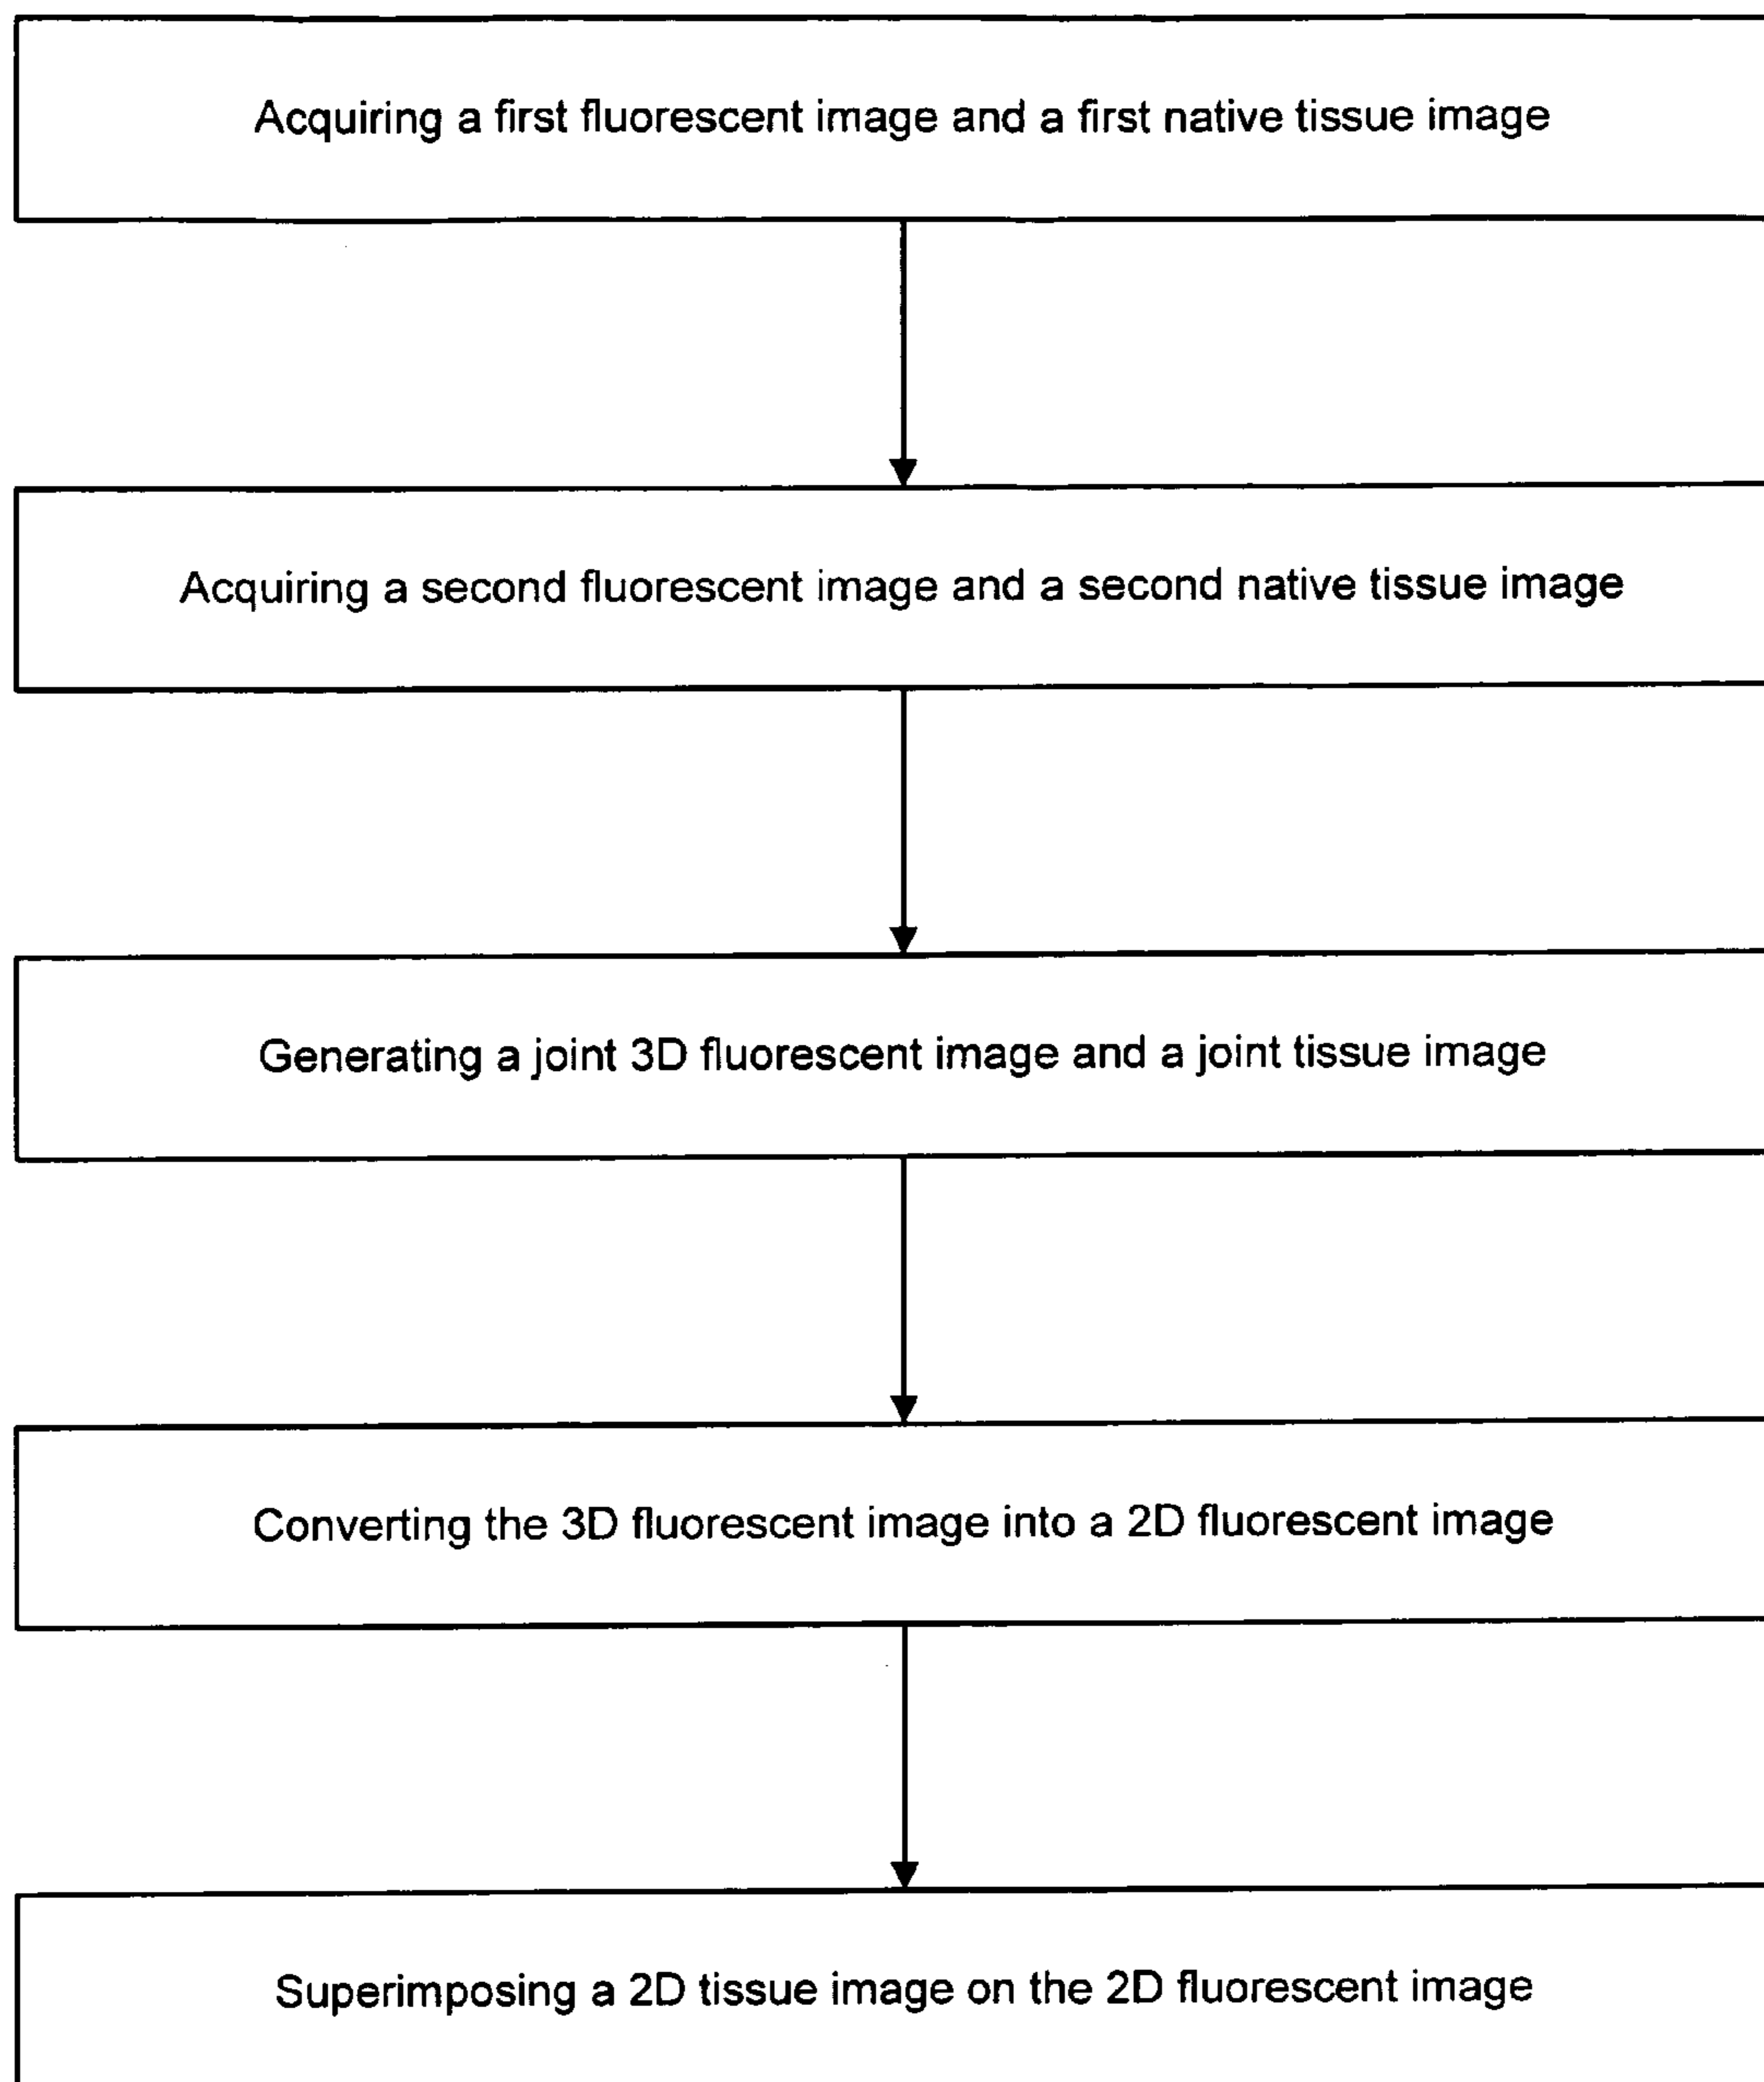 Acquiring a first fluorescent image and a first native tissue image
Acquiring a second fluorescent image and a second native tissue image
Generating a joint 3D fluorescent image and a joint tissue image
Converting the 3D fluorescent image into a 2D fluorescent image
Superimposing a 2D tissue image on the 2D fluorescent image